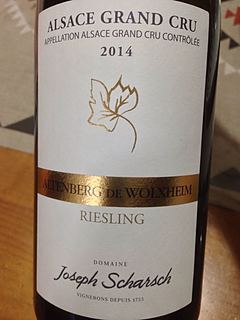 ALSACE GRAND CRU
APPELLATION ALSACE GRAND CRU CONTRÔLÉE
2014
ALTENBERG DE WOLXHEIM
RIESLING
DOMAINE
Joseph Scharsch
VIGNERONS DEPUIS 1755